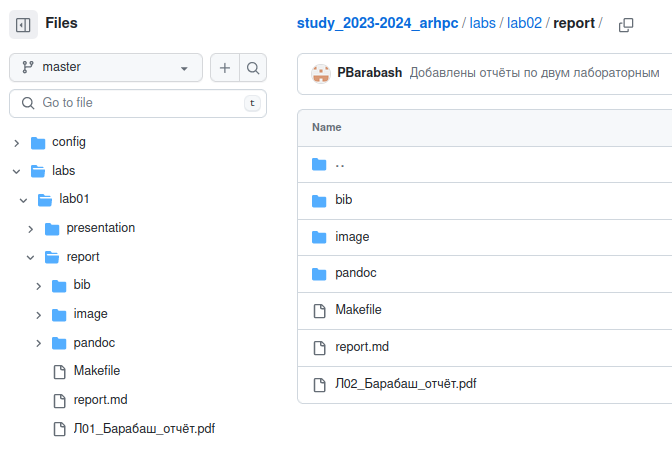 Files
master
Go to file
t
config
labs
lab01
presentation
report
bib
image
pandoc
Makefile
report.md
Л01_Барабаш_отчёт.pdf
study_2023-2024_arhpc / labs / lab02 / report /
PBarabash Добавлены отчёты по двум лабораторным
Name
..
bib
image
pandoc
Makefile
report.md
Л02_Барабаш_отчёт.pdf